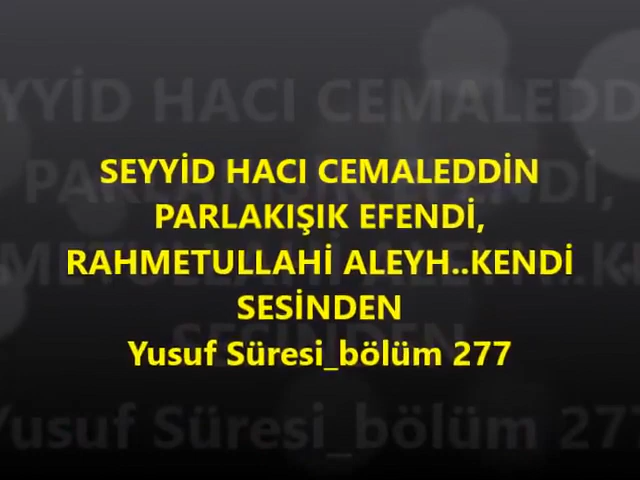 SEYYİD HACI CEMALEDDİN
PARLAKIŞIK EFENDİ,
RAHMETULLAHİ ALEYH..KENDİ
SESİNDEN
Yusuf Süresi_bölüm 277